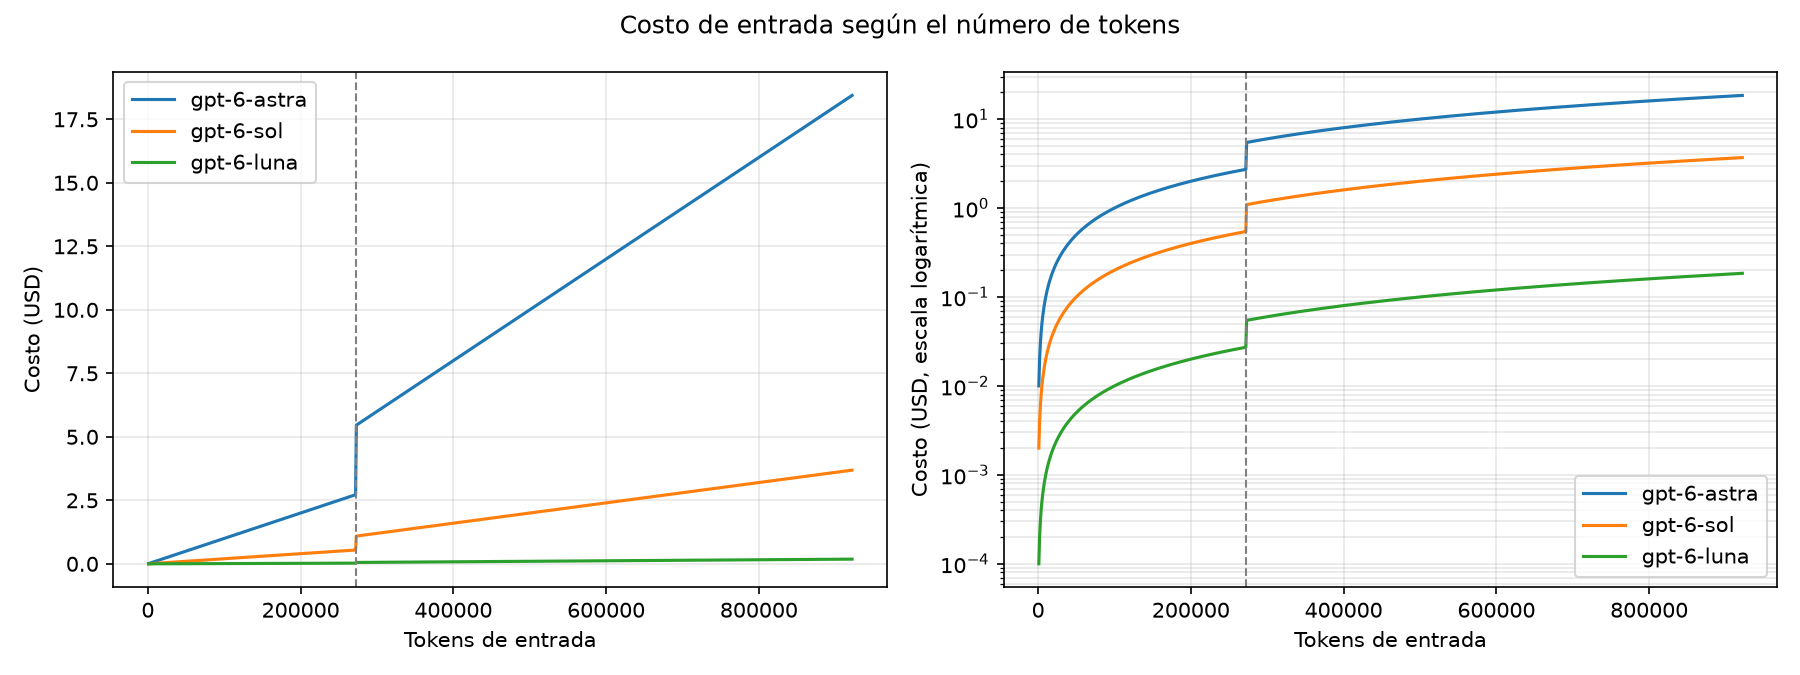 Costo de entrada según el número de tokens
gpt-6-astra
gpt-6-sol
gpt-6-luna
17.5
15.0
12.5
10.0
7.5
5.0
2.5
0.0
Costo (USD)
0 200000 400000 600000 800000
Tokens de entrada
10¹
10⁰
10⁻¹
10⁻²
10⁻³
10⁻⁴
Costo (USD, escala logarítmica)
gpt-6-astra
gpt-6-sol
gpt-6-luna
0 200000 400000 600000 800000
Tokens de entrada